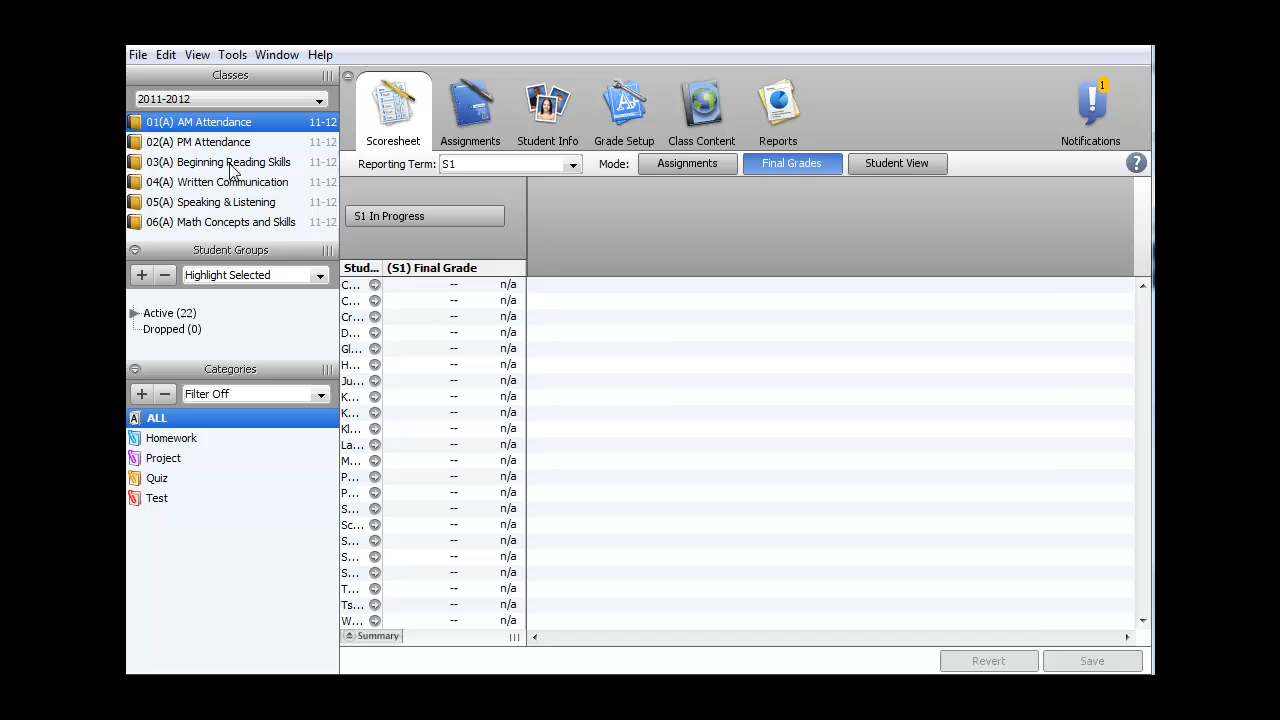 File Edit View Tools Window Help
Classes
2011-2012
01(A) AM Attendance 11-12
02(A) PM Attendance 11-12
03(A) Beginning Reading Skills 11-12
04(A) Written Communication 11-12
05(A) Speaking & Listening 11-12
06(A) Math Concepts and Skills 11-12
Student Groups
Highlight Selected
Active (22)
Dropped (0)
Categories
Filter Off
ALL
Homework
Project
Quiz
Test
Scoresheet Assignments Student Info Grade Setup Class Content Reports
1
Notifications
Reporting Term: S1 Mode: Assignments Final Grades Student View ?
S1 In Progress
Stud... (S1) Final Grade
C... -- n/a
C... -- n/a
Cr... -- n/a
D... -- n/a
Gl... -- n/a
H... -- n/a
Ju... -- n/a
K... -- n/a
K... -- n/a
Kl... -- n/a
La... -- n/a
M... -- n/a
P... -- n/a
P... -- n/a
S... -- n/a
Sc... -- n/a
S... -- n/a
S... -- n/a
S... -- n/a
T... -- n/a
Ts... -- n/a
W... -- n/a
Summary
Revert Save